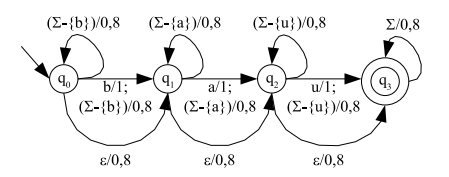 (Σ-{b})/0,8 (Σ-{a})/0,8 (Σ-{u})/0,8 Σ/0,8
q₀ q₁ q₂ q₃
b/1; a/1; u/1;
(Σ-{b})/0,8 (Σ-{a})/0,8 (Σ-{u})/0,8
ε/0,8 ε/0,8 ε/0,8